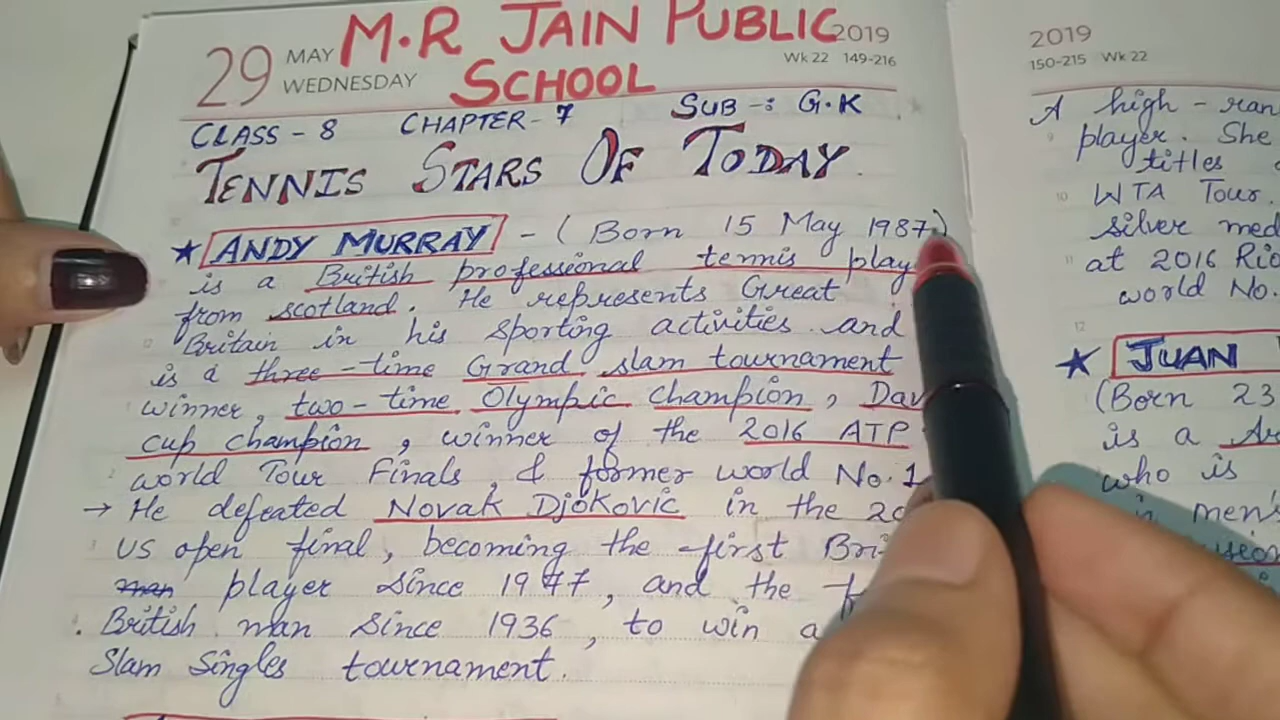 29 MAY WEDNESDAY
M.R JAIN PUBLIC SCHOOL
2019
Wk 22 149-216
CLASS - 8 CHAPTER - 7 SUB -: G.K
TENNIS STARS OF TODAY.
★ ANDY MURRAY - ( Born 15 May 1987)
is a British professional tennis play
from scotland. He represents Great
Britain in his sporting activities and
is a three-time Grand slam tournament
winner, two-time Olympic champion, Dav
cup champion, winner of the 2016 ATP
world Tour Finals, & former world No. 1
→ He defeated Novak Djokovic in the 20
US open final, becoming the first Bri
man player since 1977, and the f
British man since 1936, to win a
Slam Singles tournament.
2019
150-215 Wk 22
A high-ran
player. She
titles
WTA Tour.
silver med
at 2016 Rio
world No.
★ JUAN
(Born 23
is a Ar
who is
in men's